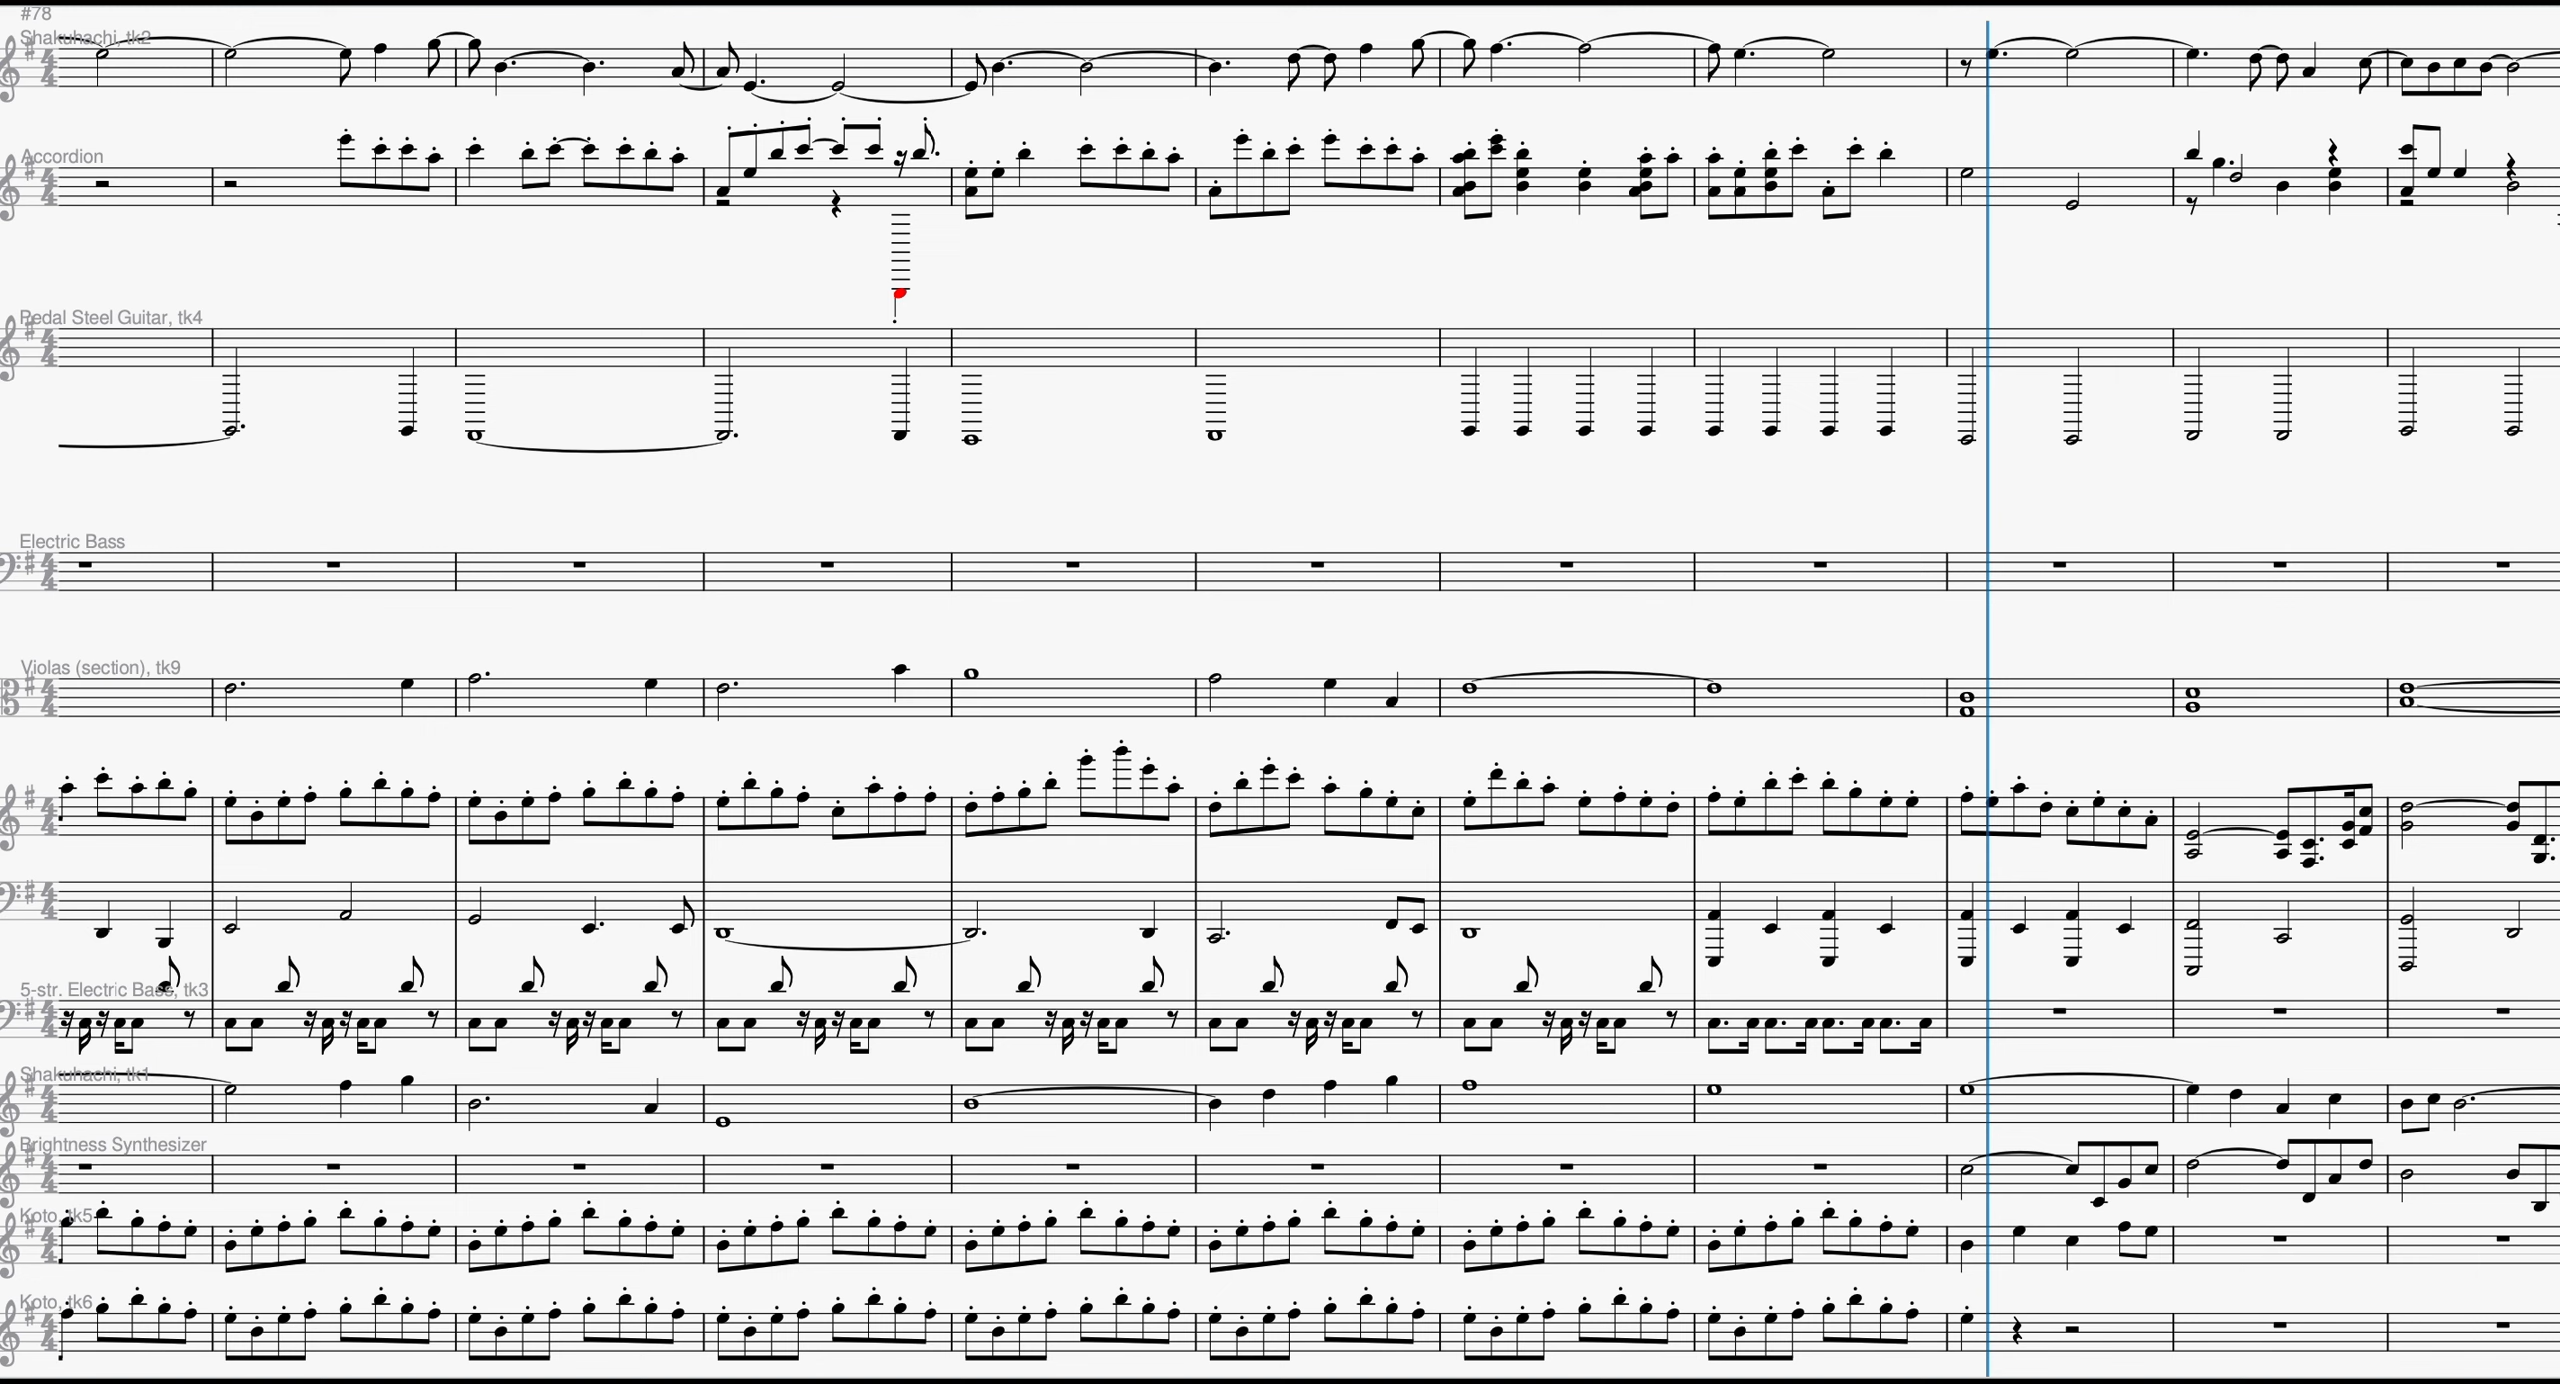 #78
Shakuhachi, tk2
Accordion
Pedal Steel Guitar, tk4
Electric Bass
Violas (section), tk9
5-str. Electric Bass, tk3
Shakuhachi, tk1
Brightness Synthesizer
Koto, tk5
Koto, tk6